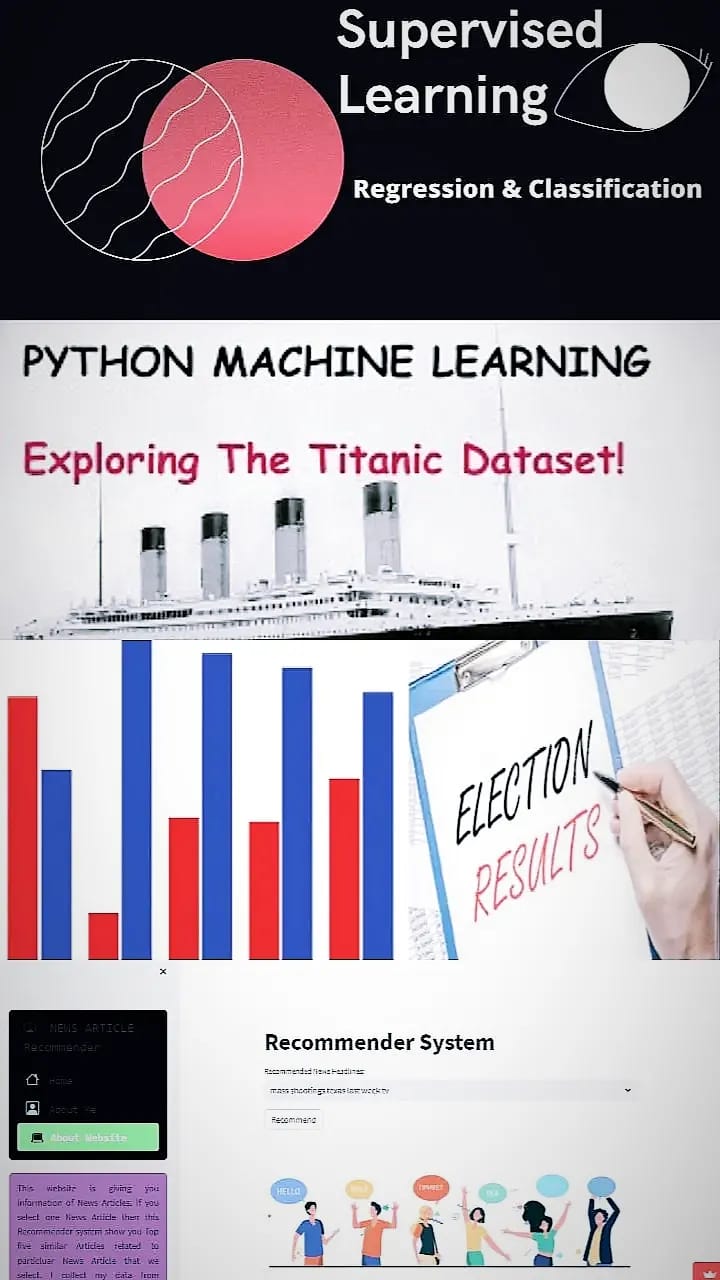 Supervised
Learning
Regression & Classification
PYTHON MACHINE LEARNING
Exploring The Titanic Dataset!
ELECTION
RESULTS
×
NEWS ARTICLE
Recommender
Home
About Me
About Website
This website is giving you
information of News Articles. if you
select one News Article then this
Recommender system show you Top
five similar Articles related to
particluar News Article that we
select. I collect my data from
Recommender System
Recommended News Headlines:
mass shootings texas last week tv
Recommend
HELLO